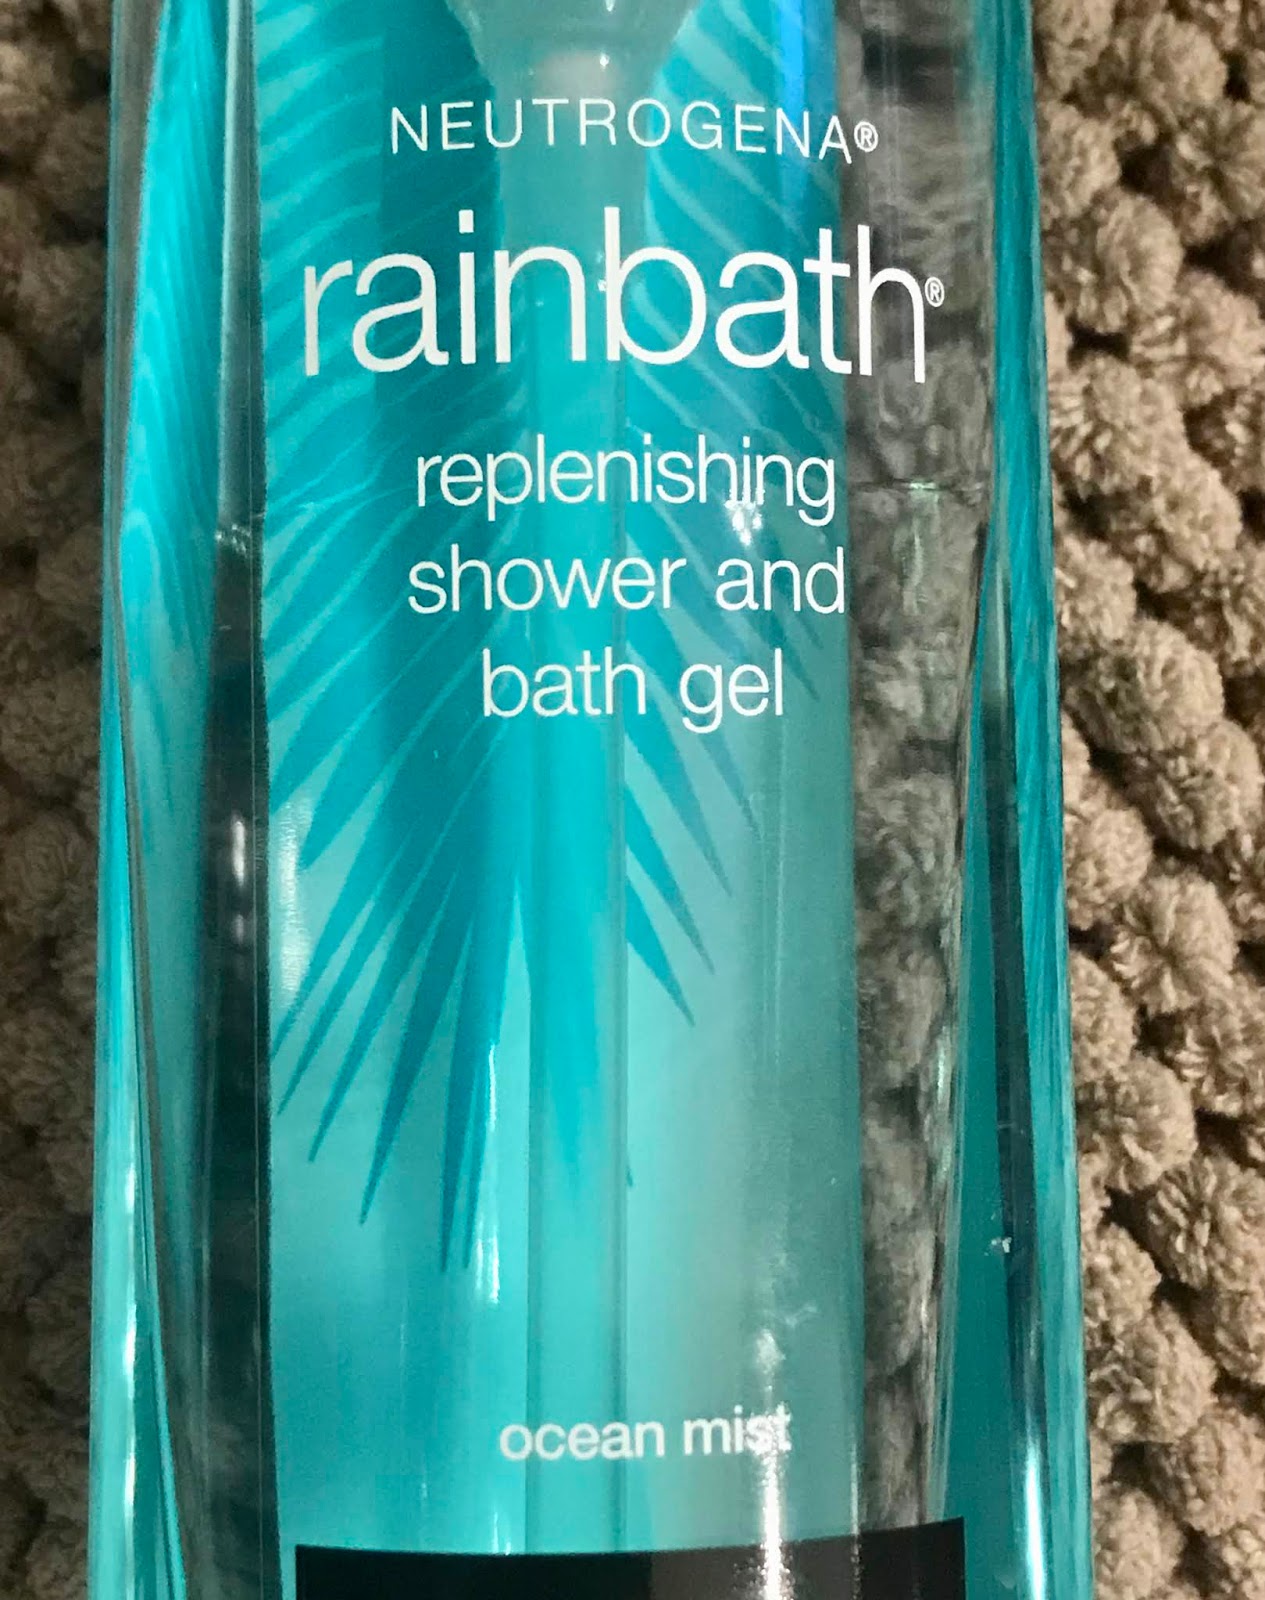 NEUTROGENA®
rainbath®
replenishing
shower and
bath gel
ocean mist